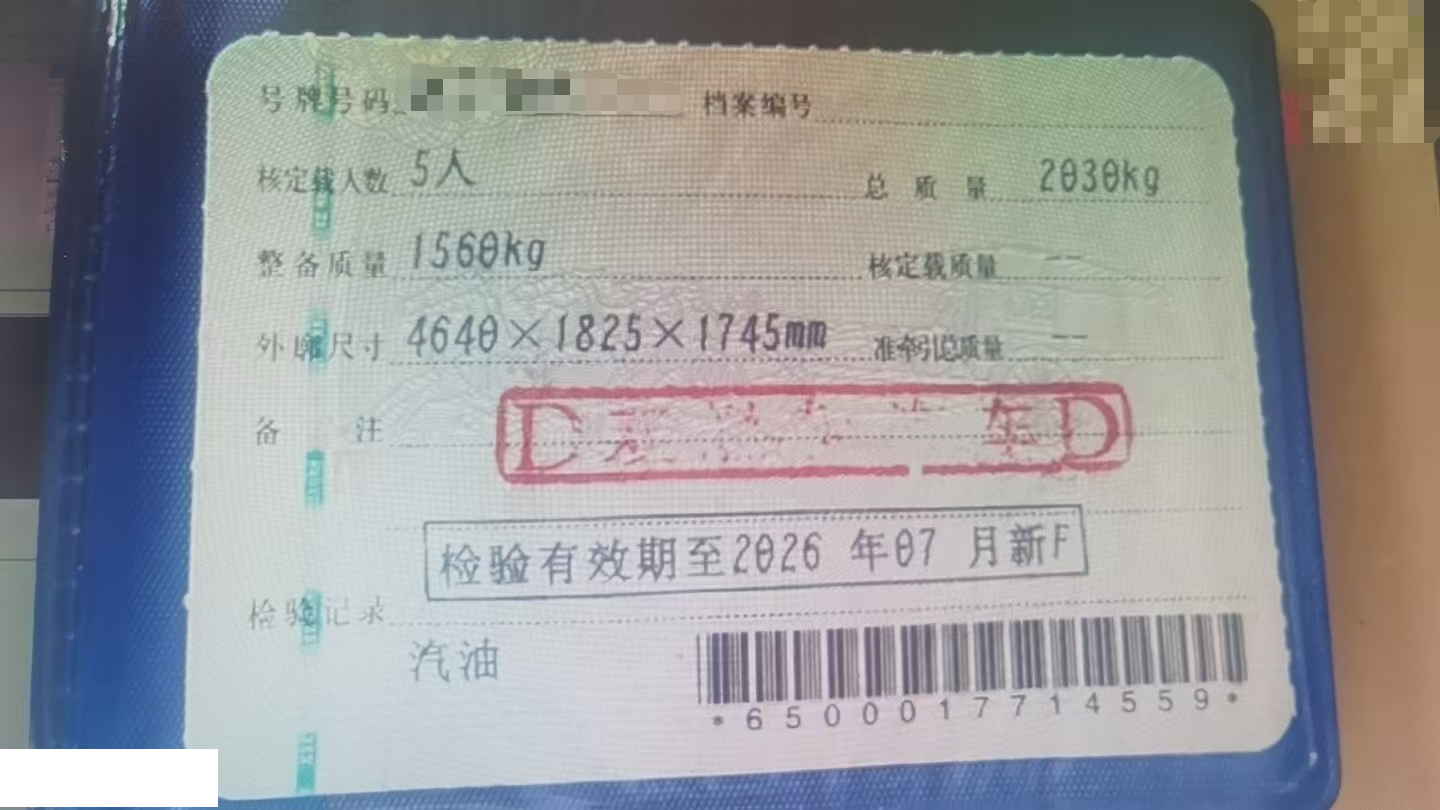 号牌号码 档案编号
核定载人数 5人 总质量 2030kg
整备质量 1560kg 核定载质量 --
外廓尺寸 4640×1825×1745mm 准牵引总质量 --
备注
D 车D
检验有效期至2026 年07 月新F
检验记录
汽油
*6500017714559*